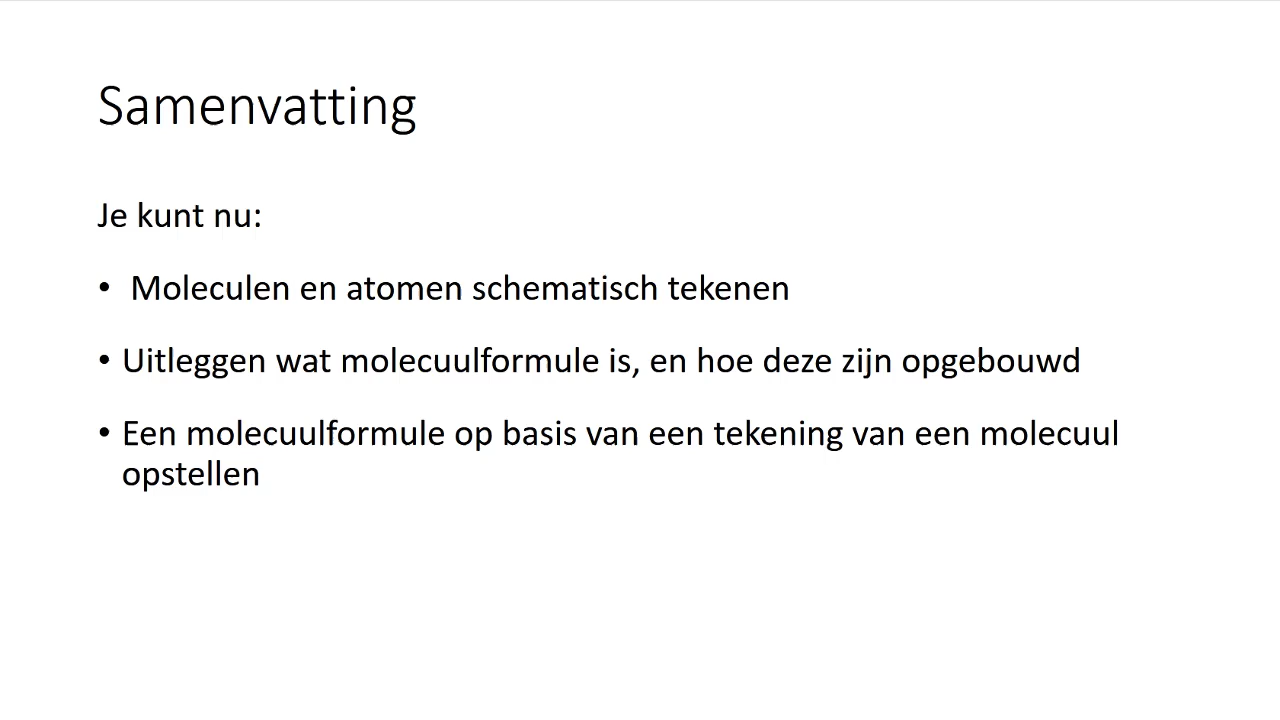 Samenvatting
Je kunt nu:
• Moleculen en atomen schematisch tekenen
• Uitleggen wat molecuulformule is, en hoe deze zijn opgebouwd
• Een molecuulformule op basis van een tekening van een molecuul
opstellen